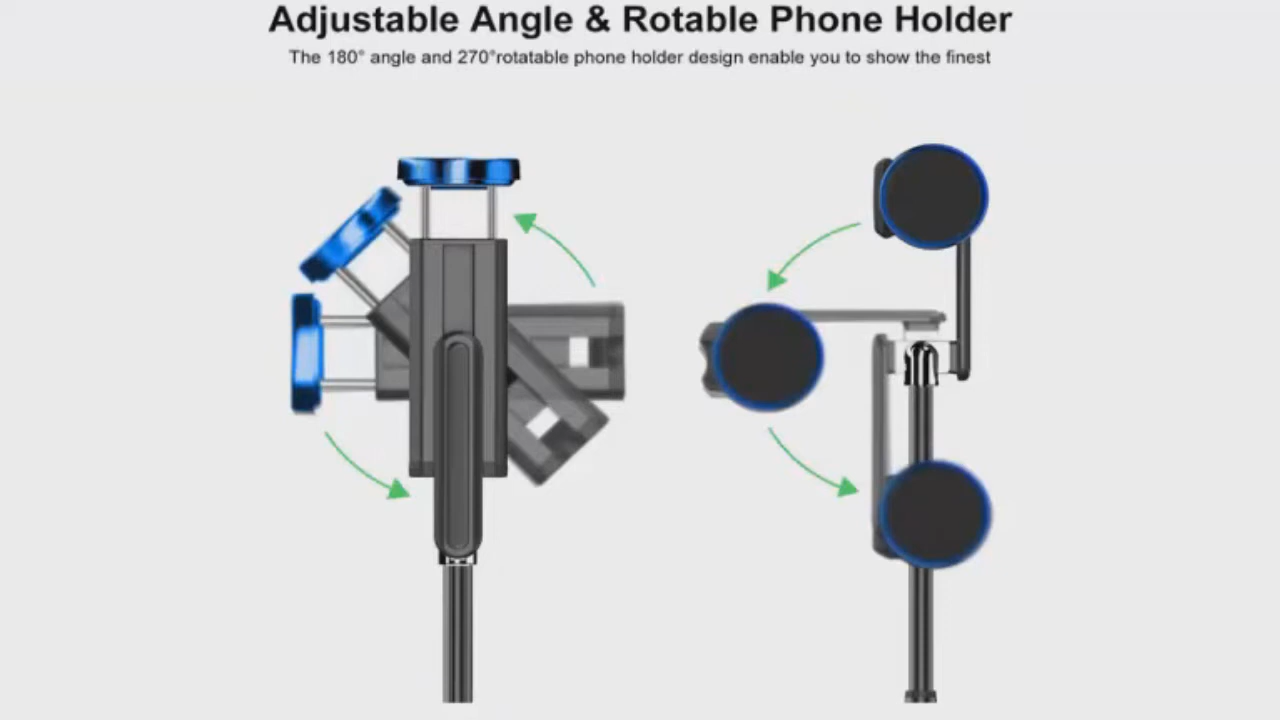 Adjustable Angle & Rotable Phone Holder
The 180° angle and 270°rotatable phone holder design enable you to show the finest